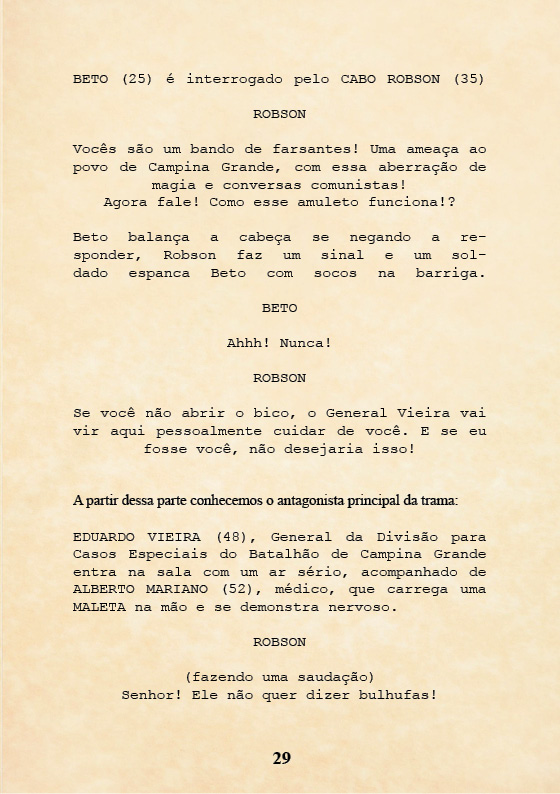 BETO (25) é interrogado pelo CABO ROBSON (35)
ROBSON
Vocês são um bando de farsantes! Uma ameaça ao
povo de Campina Grande, com essa aberração de
magia e conversas comunistas!
Agora fale! Como esse amuleto funciona!?
Beto balança a cabeça se negando a re-
sponder, Robson faz um sinal e um sol-
dado espanca Beto com socos na barriga.
BETO
Ahhh! Nunca!
ROBSON
Se você não abrir o bico, o General Vieira vai
vir aqui pessoalmente cuidar de você. E se eu
fosse você, não desejaria isso!
A partir dessa parte conhecemos o antagonista principal da trama:
EDUARDO VIEIRA (48), General da Divisão para
Casos Especiais do Batalhão de Campina Grande
entra na sala com um ar sério, acompanhado de
ALBERTO MARIANO (52), médico, que carrega uma
MALETA na mão e se demonstra nervoso.
ROBSON
(fazendo uma saudação)
Senhor! Ele não quer dizer bulhufas!
29